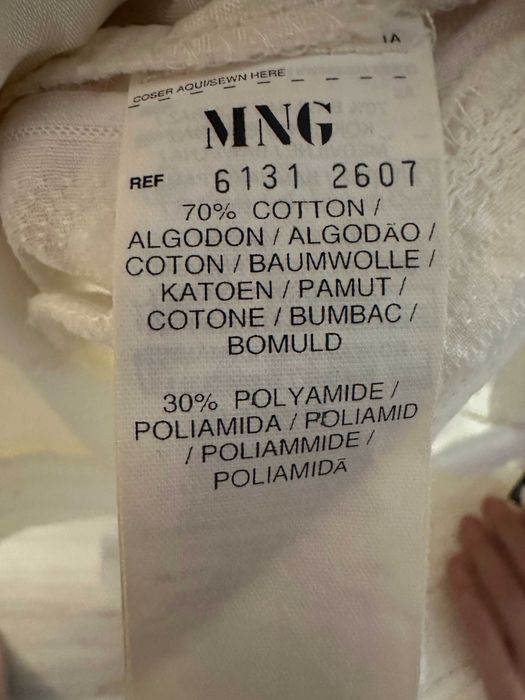 IA
COSER AQUI/SEWN HERE
MNG
REF 6131 2607
70% COTTON /
ALGODON / ALGODÃO /
COTON / BAUMWOLLE /
KATOEN / PAMUT /
COTONE / BUMBAC /
BOMULD
30% POLYAMIDE /
POLIAMIDA / POLIAMID
/ POLIAMMIDE /
POLIAMIDĂ